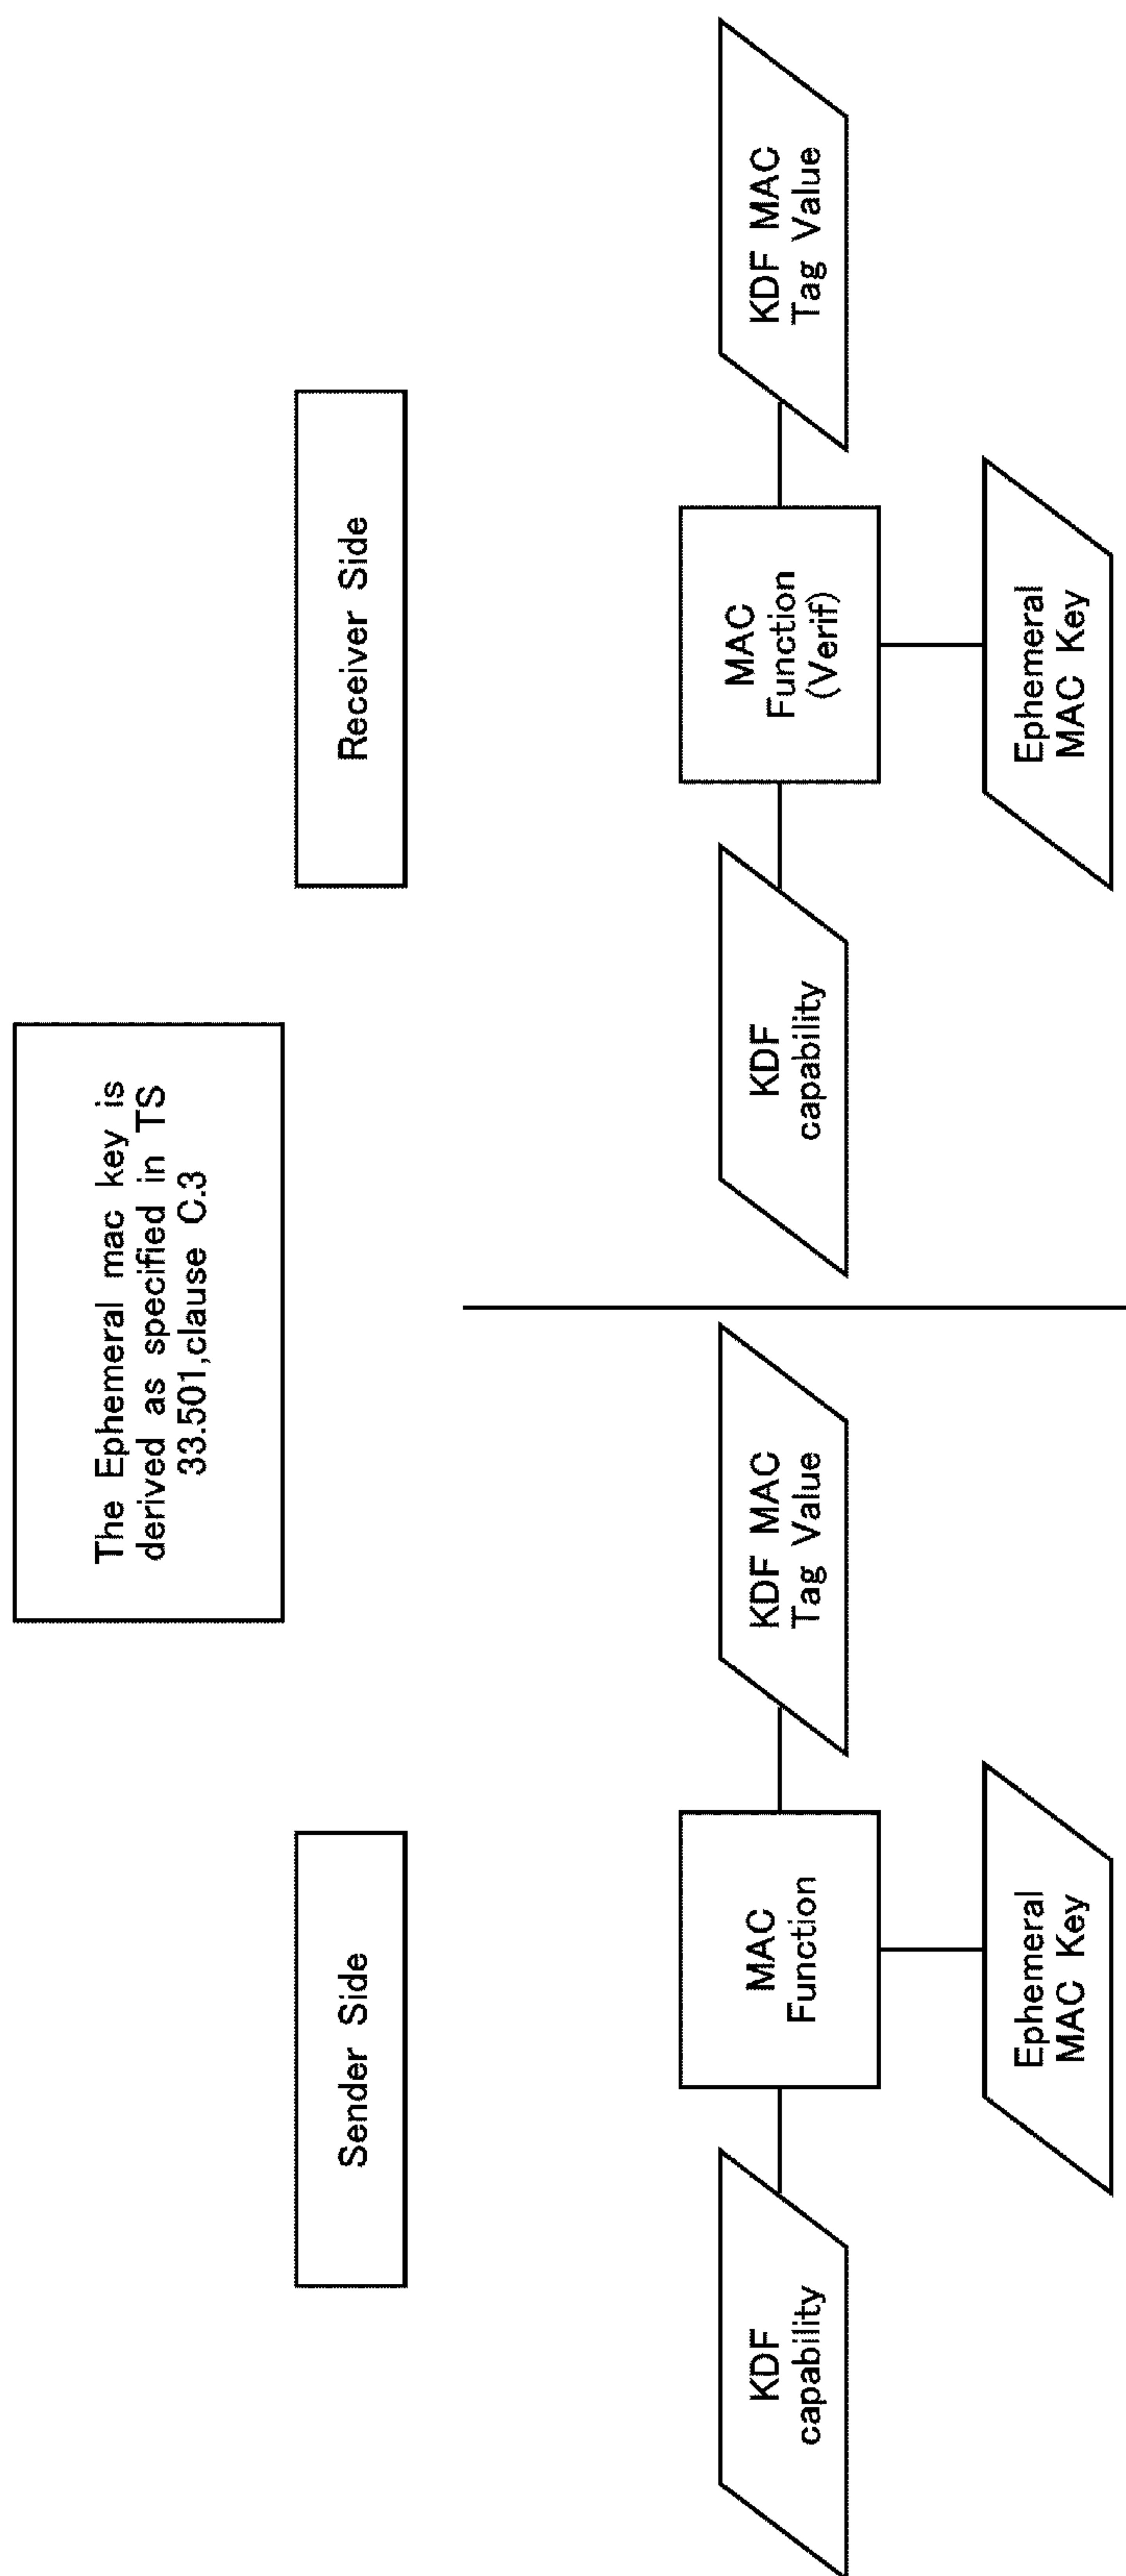 The Ephemeral mac key is
derived as specified in TS
33.501,clause C.3
Sender Side
Receiver Side
KDF
capability
MAC
Function
KDF MAC
Tag Value
Ephemeral
MAC Key
KDF
capability
MAC
Function
(Verif)
KDF MAC
Tag Value
Ephemeral
MAC Key